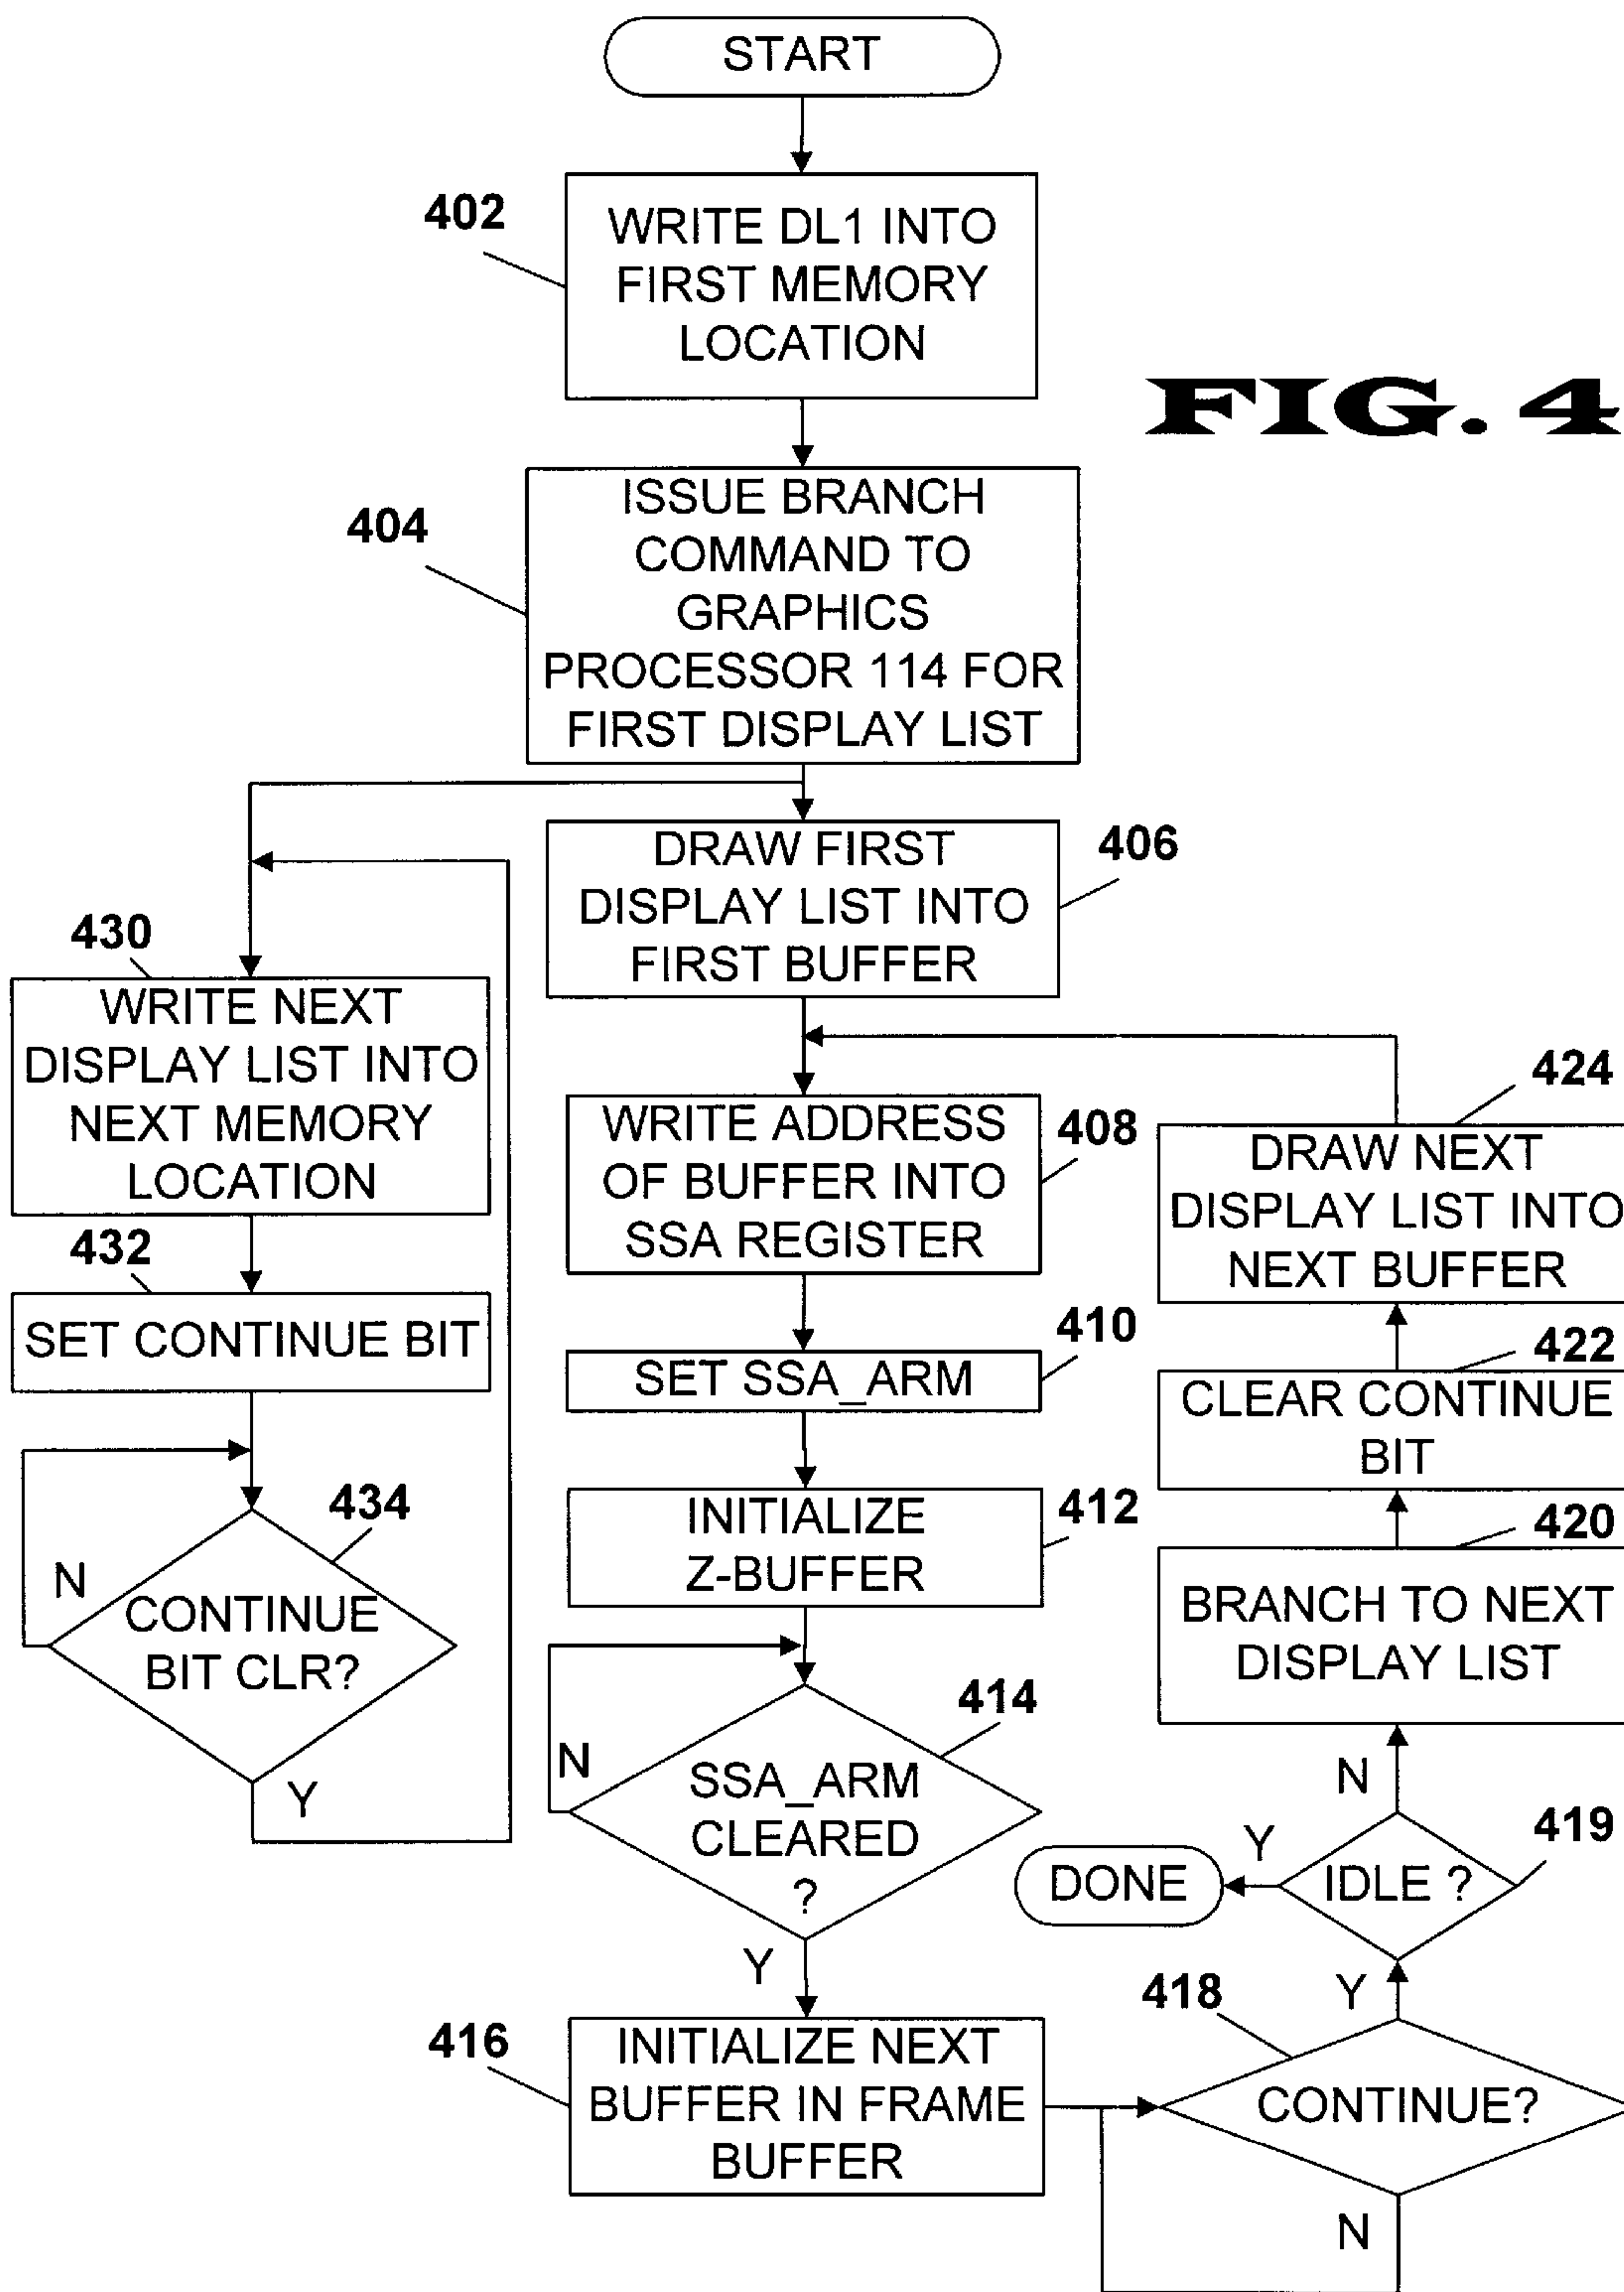 START
402
WRITE DL1 INTO
FIRST MEMORY
LOCATION
FIG. 4
404
ISSUE BRANCH
COMMAND TO
GRAPHICS
PROCESSOR 114 FOR
FIRST DISPLAY LIST
406
DRAW FIRST
DISPLAY LIST INTO
FIRST BUFFER
430
WRITE NEXT
DISPLAY LIST INTO
NEXT MEMORY
LOCATION
432
SET CONTINUE BIT
434
N
CONTINUE
BIT CLR?
Y
408
WRITE ADDRESS
OF BUFFER INTO
SSA REGISTER
410
SET SSA_ARM
412
INITIALIZE
Z-BUFFER
414
N
SSA_ARM
CLEARED
?
Y
416
INITIALIZE NEXT
BUFFER IN FRAME
BUFFER
424
DRAW NEXT
DISPLAY LIST INTO
NEXT BUFFER
422
CLEAR CONTINUE
BIT
420
BRANCH TO NEXT
DISPLAY LIST
N
419
Y
IDLE ?
DONE
Y
418
CONTINUE?
N